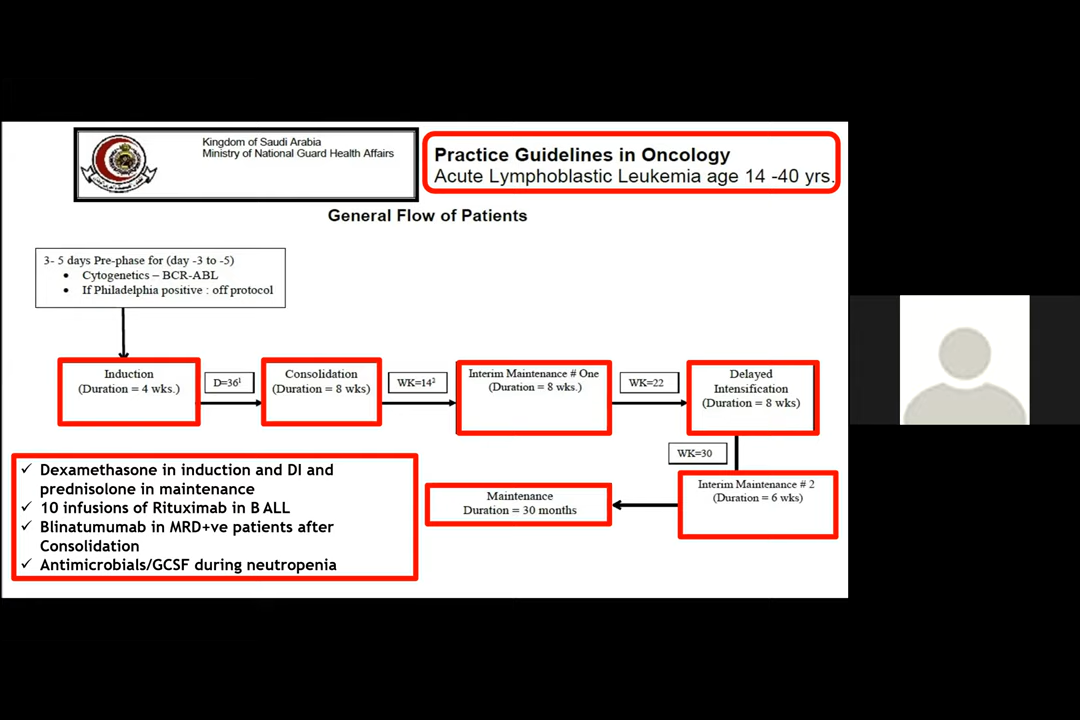 Kingdom of Saudi Arabia
Ministry of National Guard Health Affairs
Practice Guidelines in Oncology
Acute Lymphoblastic Leukemia age 14 -40 yrs.
General Flow of Patients
3- 5 days Pre-phase for (day -3 to -5)
• Cytogenetics – BCR-ABL
• If Philadelphia positive : off protocol
Induction
(Duration = 4 wks.)
D=36¹
Consolidation
(Duration = 8 wks)
WK=14²
Interim Maintenance # One
(Duration = 8 wks.)
WK=22
Delayed
Intensification
(Duration = 8 wks)
WK=30
Interim Maintenance # 2
(Duration = 6 wks)
Maintenance
Duration = 30 months
✓ Dexamethasone in induction and DI and
prednisolone in maintenance
✓ 10 infusions of Rituximab in B ALL
✓ Blinatumumab in MRD+ve patients after
Consolidation
✓ Antimicrobials/GCSF during neutropenia